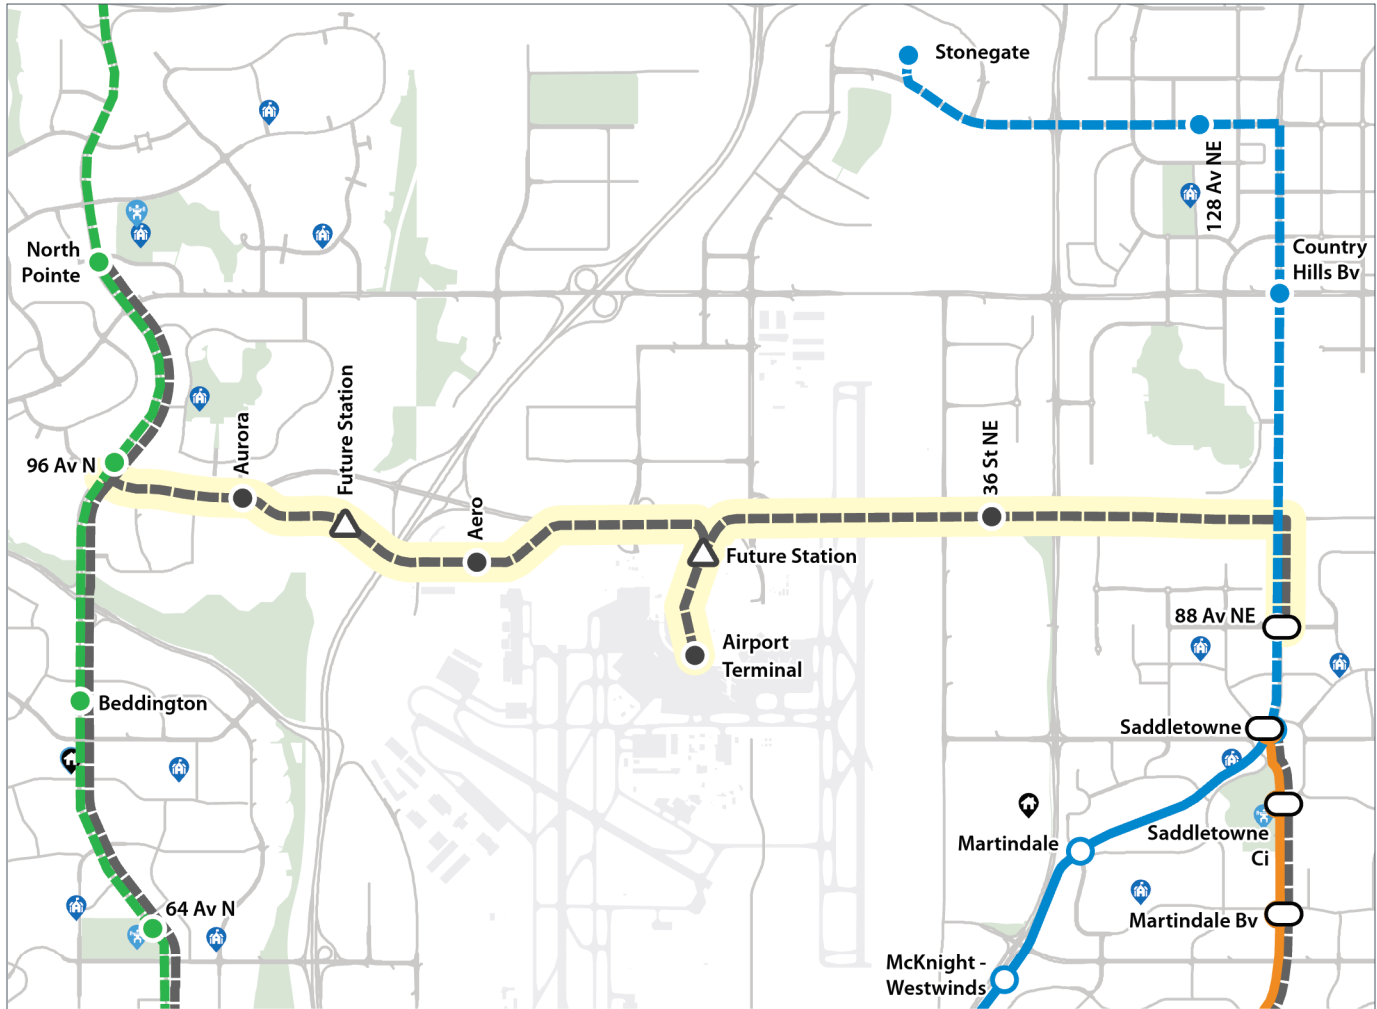 Stonegate
128 Av NE
North
Pointe
Country
Hills Bv
Future Station
Aurora
36 St NE
96 Av N
Aero
Future Station
88 Av NE
Airport
Terminal
Beddington
Saddletowne
Martindale
Saddletowne
Ci
64 Av N
Martindale Bv
McKnight -
Westwinds